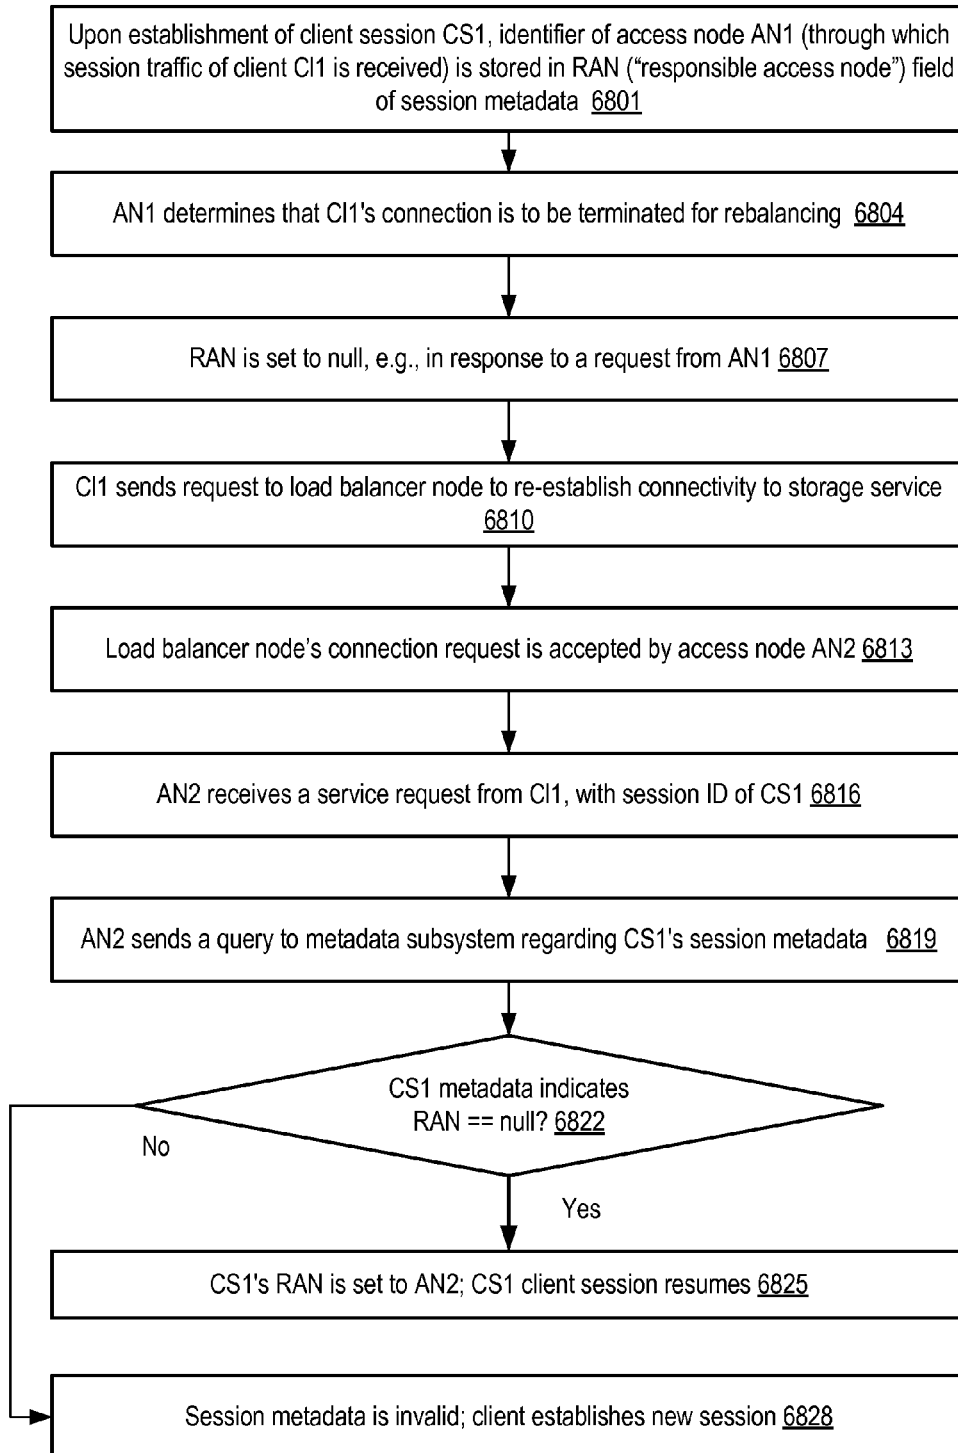 Upon establishment of client session CS1, identifier of access node AN1 (through which
session traffic of client Cl1 is received) is stored in RAN (“responsible access node”) field
of session metadata 6801
AN1 determines that Cl1's connection is to be terminated for rebalancing 6804
RAN is set to null, e.g., in response to a request from AN1 6807
Cl1 sends request to load balancer node to re-establish connectivity to storage service
6810
Load balancer node’s connection request is accepted by access node AN2 6813
AN2 receives a service request from Cl1, with session ID of CS1 6816
AN2 sends a query to metadata subsystem regarding CS1's session metadata 6819
CS1 metadata indicates
RAN == null? 6822
No
Yes
CS1's RAN is set to AN2; CS1 client session resumes 6825
Session metadata is invalid; client establishes new session 6828